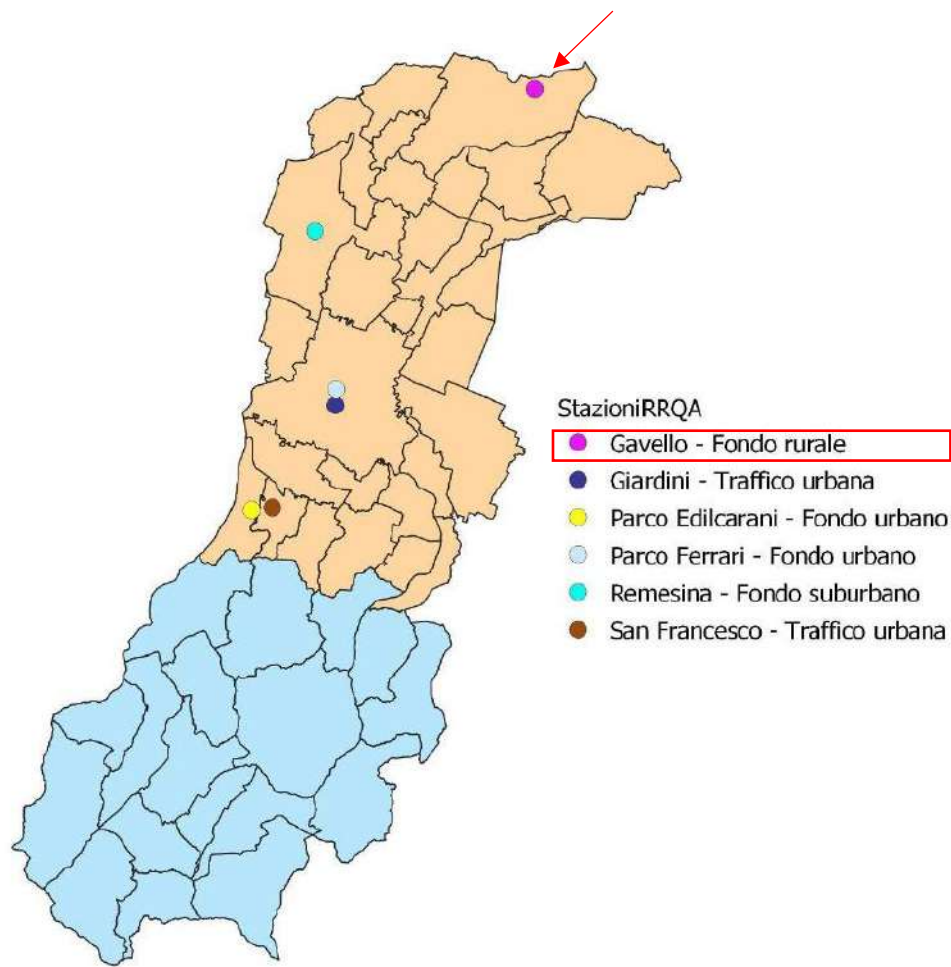 StazioniRRQA
Gavello - Fondo rurale
Giardini - Traffico urbana
Parco Edilcarani - Fondo urbano
Parco Ferrari - Fondo urbano
Remesina - Fondo suburbano
San Francesco - Traffico urbana